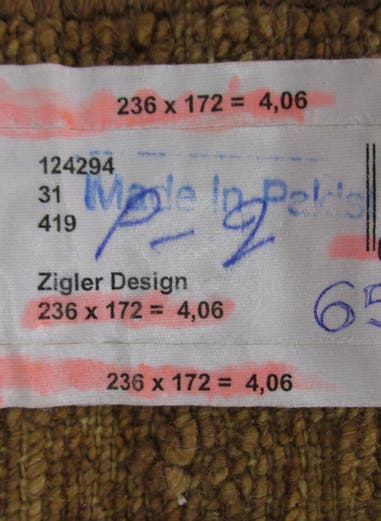 236 x 172 = 4,06
124294
31
419
Made In Pakis
P-2
Zigler Design
236 x 172 = 4,06
65
236 x 172 = 4,06